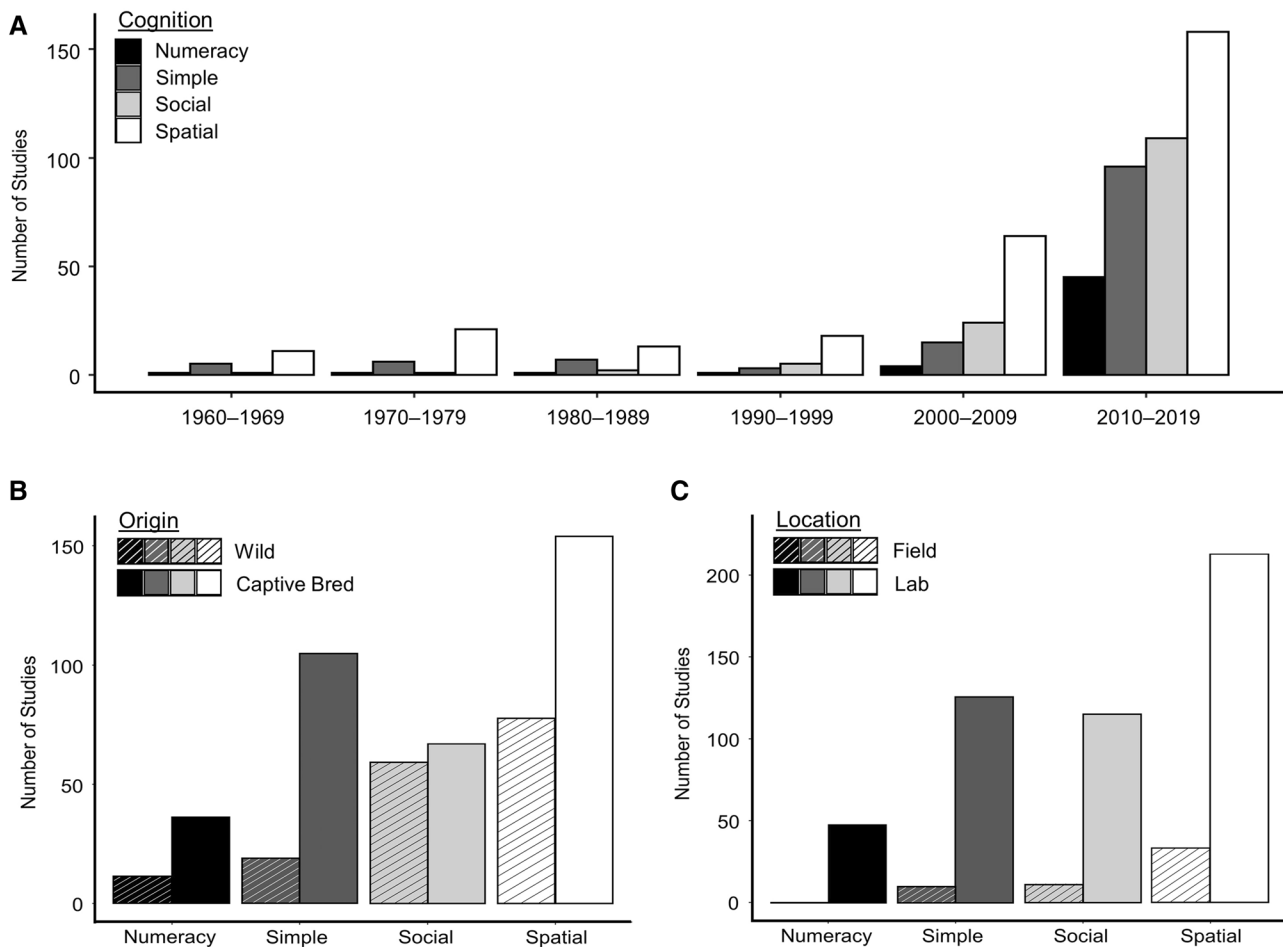 A
Cognition
Numeracy
Simple
Social
Spatial
Number of Studies
150
100
50
0
1960–1969 1970–1979 1980–1989 1990–1999 2000–2009 2010–2019
B
Origin
Wild
Captive Bred
Number of Studies
150
100
50
0
Numeracy Simple Social Spatial
C
Location
Field
Lab
Number of Studies
200
150
100
50
0
Numeracy Simple Social Spatial